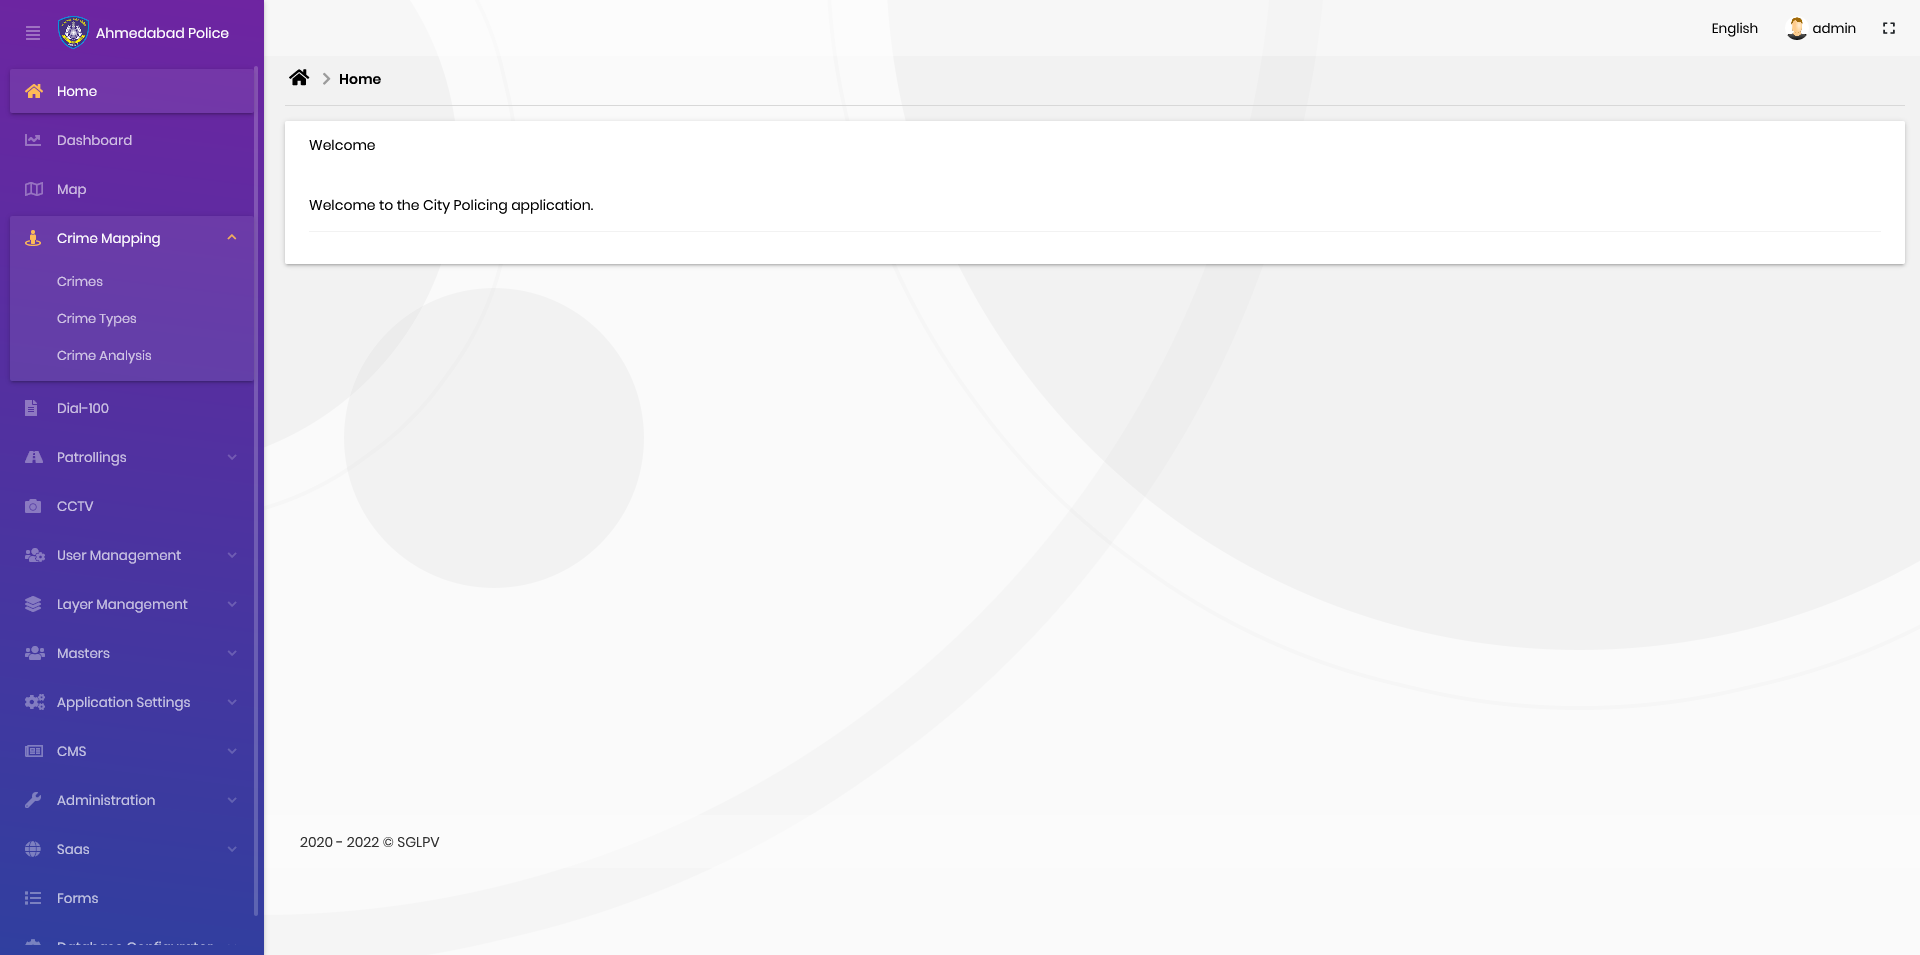 Ahmedabad Police
English
admin
Home
Home
Dashboard
Map
Crime Mapping
Crimes
Crime Types
Crime Analysis
Dial-100
Patrollings
CCTV
User Management
Layer Management
Masters
Application Settings
CMS
Administration
Saas
Forms
Database Configurator
Welcome
Welcome to the City Policing application.
2020 - 2022 © SGLPV